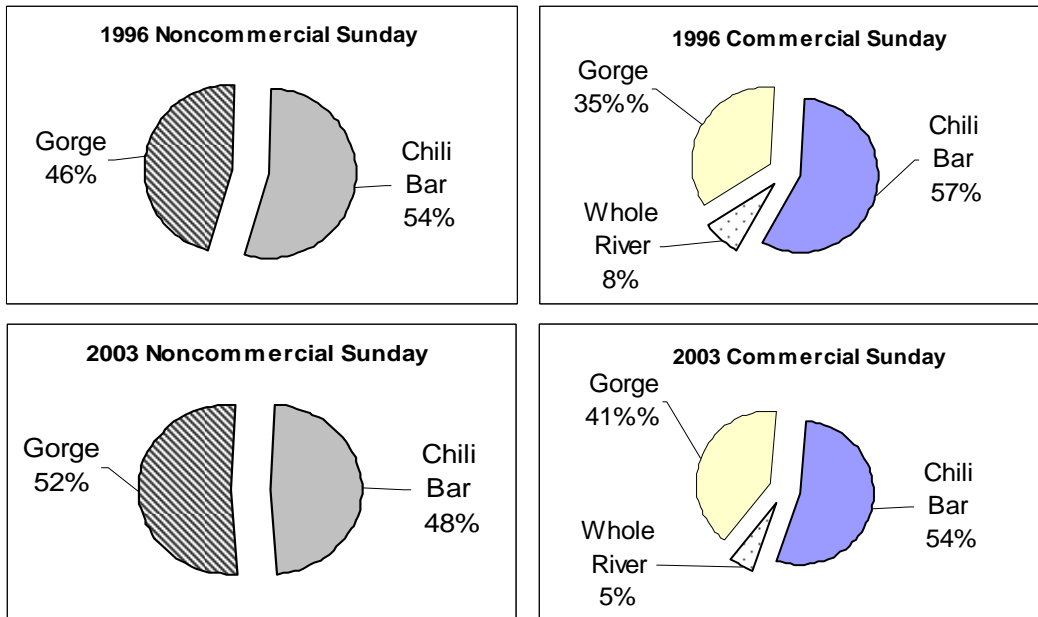 1996 Noncommercial Sunday
Gorge
46%
Chili
Bar
54%
1996 Commercial Sunday
Gorge
35%%
Chili
Bar
57%
Whole
River
8%
2003 Noncommercial Sunday
Gorge
52%
Chili
Bar
48%
2003 Commercial Sunday
Gorge
41%%
Chili
Bar
54%
Whole
River
5%